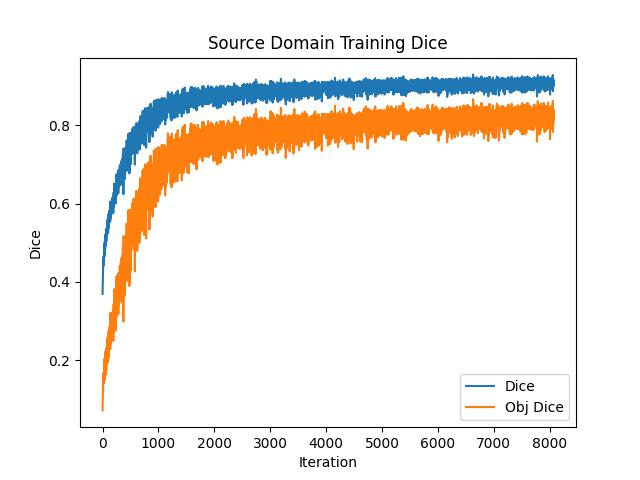 Source Domain Training Dice
Dice
0.8
0.6
0.4
0.2
0 1000 2000 3000 4000 5000 6000 7000 8000
Iteration
Dice
Obj Dice